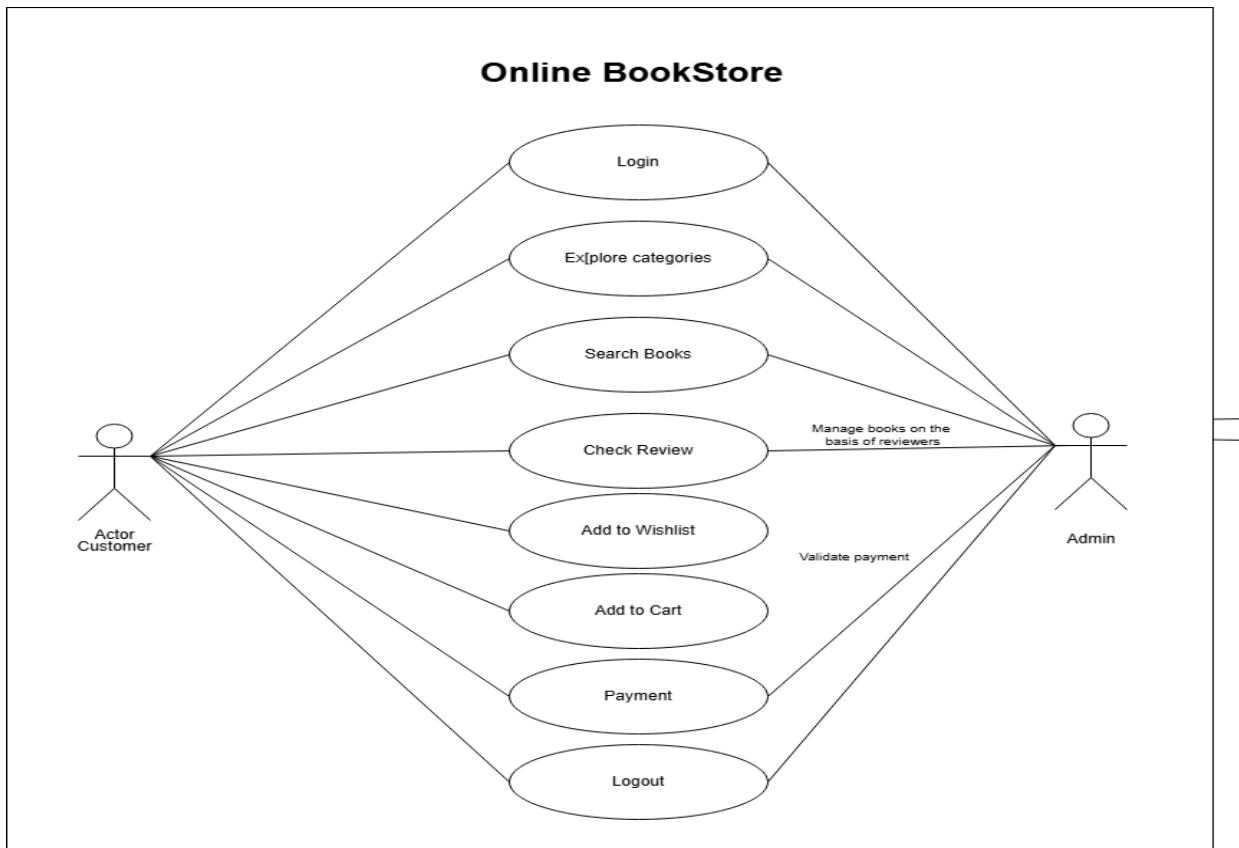 Online BookStore
Login
Ex[plore categories
Search Books
Check Review
Manage books on the
basis of reviewers
Add to Wishlist
Actor
Customer
Admin
Validate payment
Add to Cart
Payment
Logout